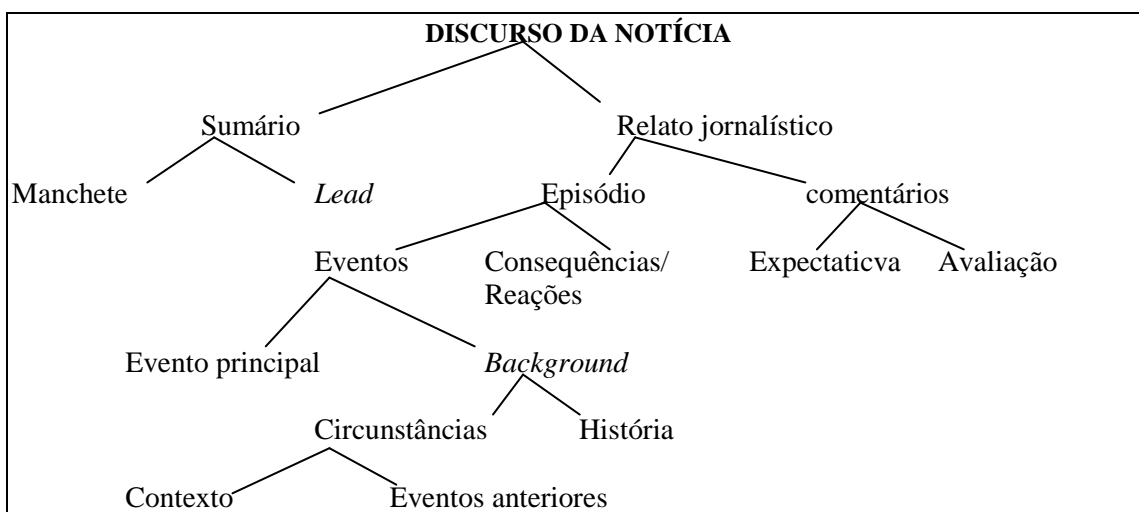 DISCURSO DA NOTÍCIA
Sumário Relato jornalístico
Manchete Lead Episódio comentários
Eventos Consequências/ Expectaticva Avaliação
Reações
Evento principal Background
Circunstâncias História
Contexto Eventos anteriores